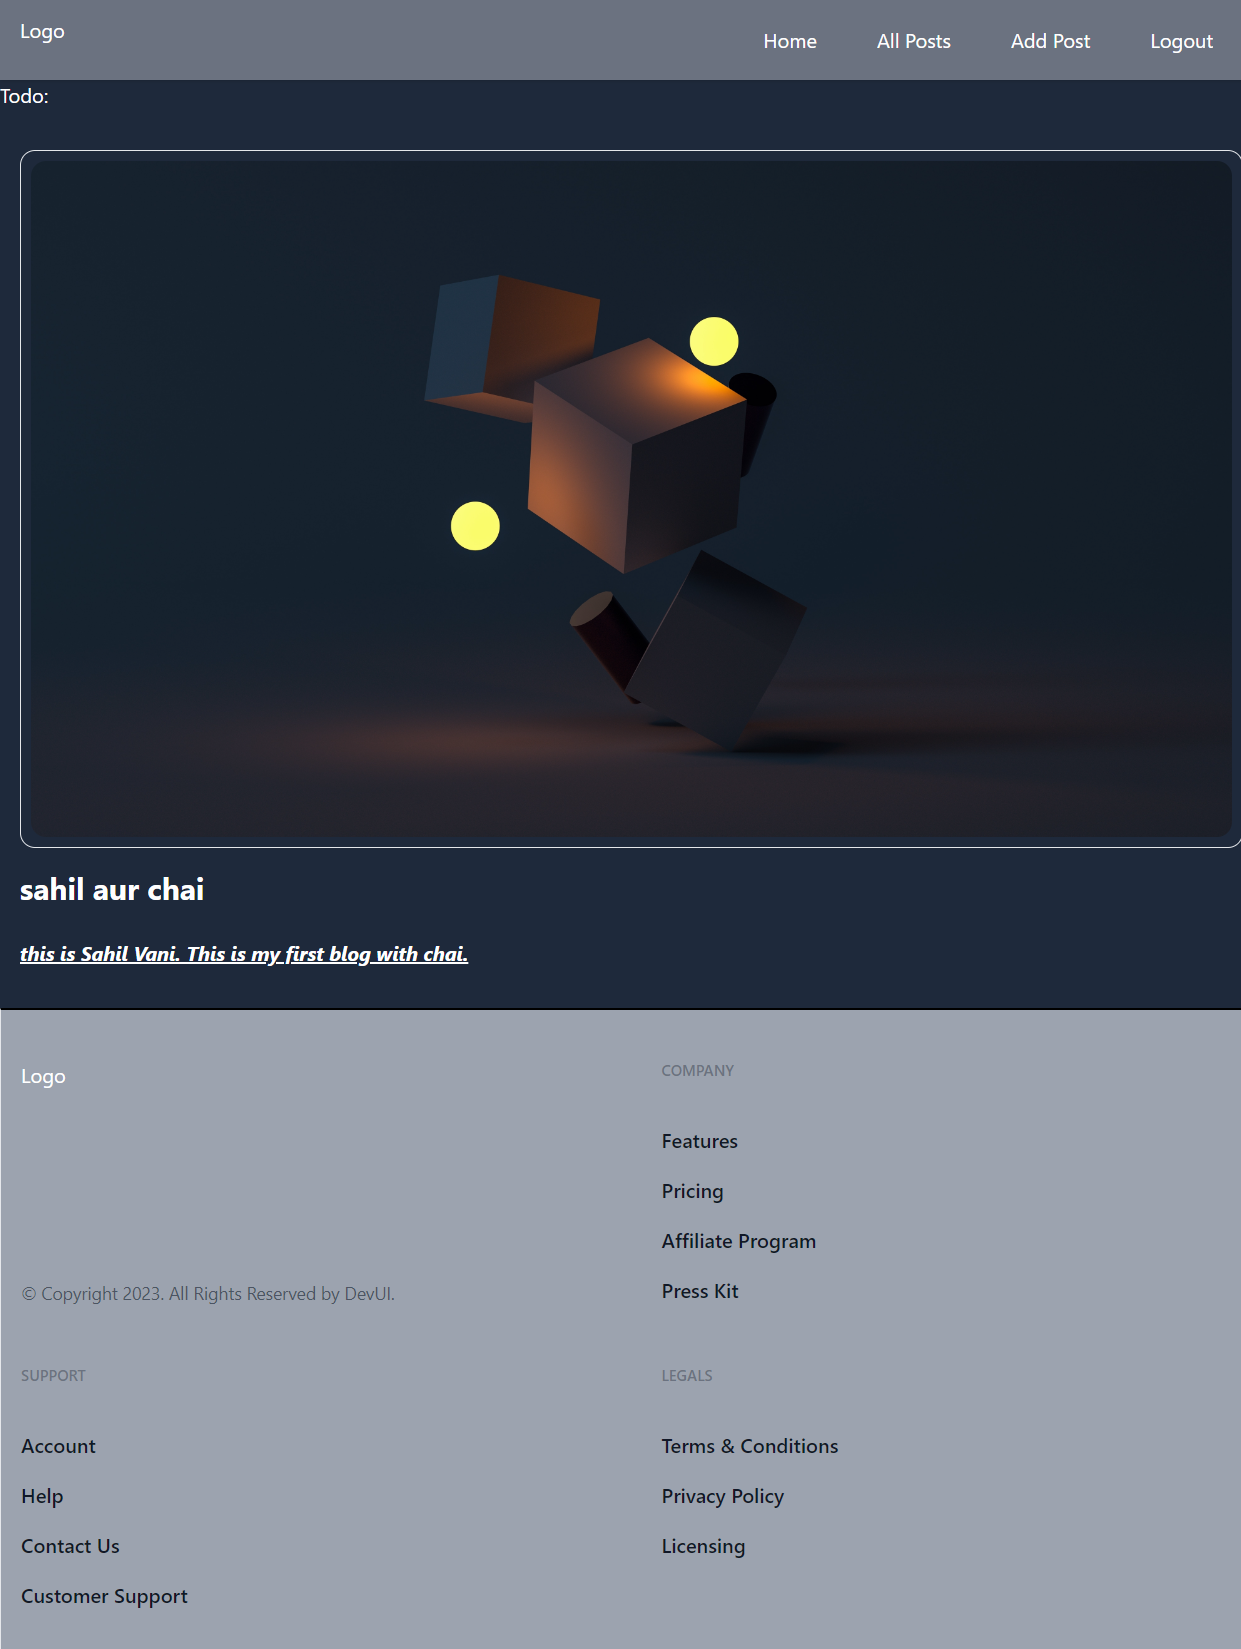 Logo
Home All Posts Add Post Logout
Todo:
sahil aur chai
this is Sahil Vani. This is my first blog with chai.
Logo
© Copyright 2023. All Rights Reserved by DevUI.
COMPANY
Features
Pricing
Affiliate Program
Press Kit
SUPPORT
Account
Help
Contact Us
Customer Support
LEGALS
Terms & Conditions
Privacy Policy
Licensing